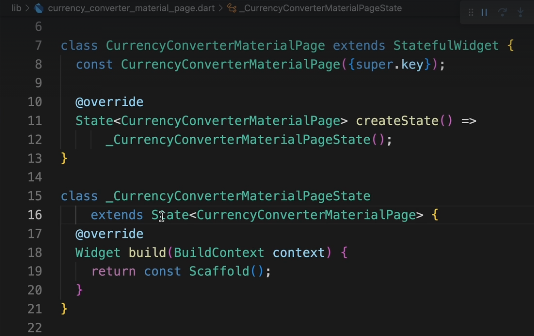 lib > currency_converter_material_page.dart > _CurrencyConverterMaterialPageState
6
7 class CurrencyConverterMaterialPage extends StatefulWidget {
8 const CurrencyConverterMaterialPage({super.key});
9
10 @override
11 State<CurrencyConverterMaterialPage> createState() =>
12 _CurrencyConverterMaterialPageState();
13 }
14
15 class _CurrencyConverterMaterialPageState
16 extends State<CurrencyConverterMaterialPage> {
17 @override
18 Widget build(BuildContext context) {
19 return const Scaffold();
20 }
21 }
22